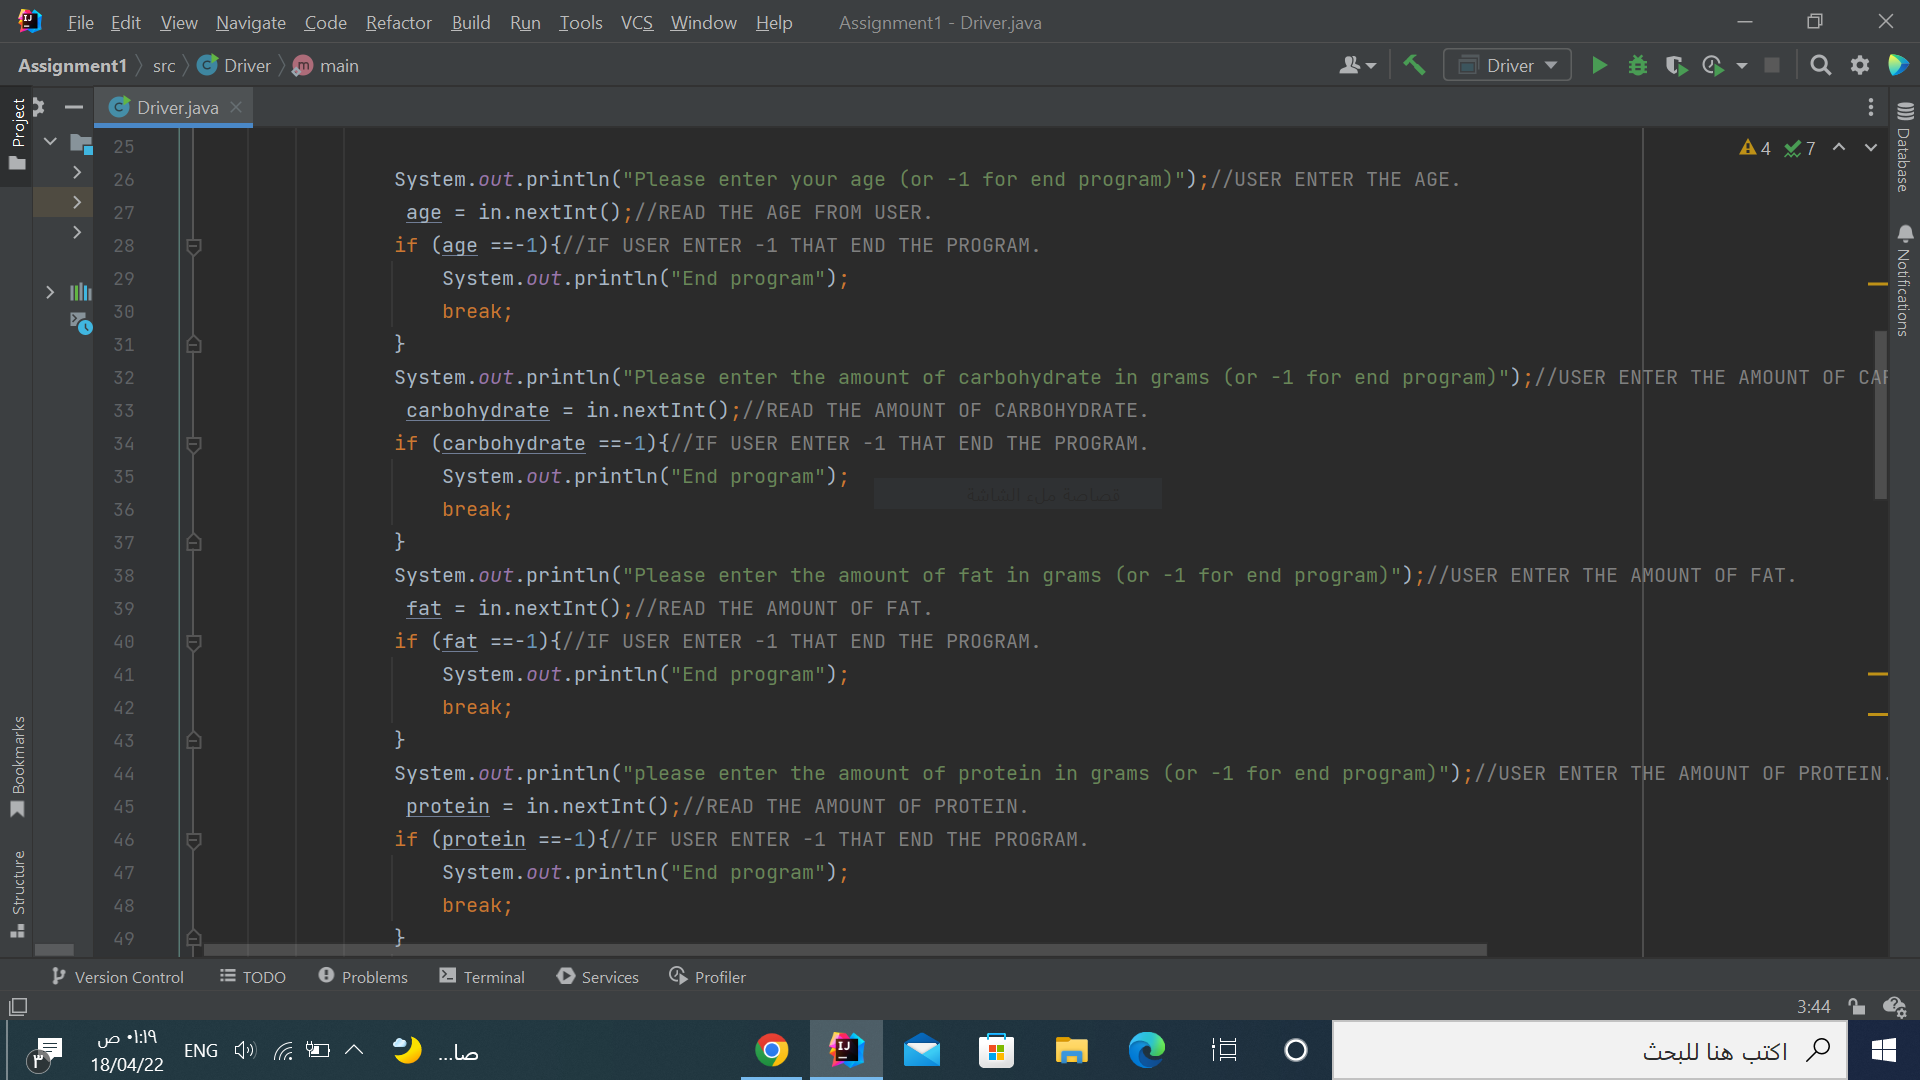 File Edit View Navigate Code Refactor Build Run Tools VCS Window Help Assignment1 - Driver.java
Assignment1 src Driver main Driver
Project Driver.java
25 4 7
26 System.out.println("Please enter your age (or -1 for end program)");//USER ENTER THE AGE.
27 age = in.nextInt();//READ THE AGE FROM USER.
28 if (age ==-1){//IF USER ENTER -1 THAT END THE PROGRAM.
29 System.out.println("End program");
30 break;
31 }
32 System.out.println("Please enter the amount of carbohydrate in grams (or -1 for end program)");//USER ENTER THE AMOUNT OF CAR
33 carbohydrate = in.nextInt();//READ THE AMOUNT OF CARBOHYDRATE.
34 if (carbohydrate ==-1){//IF USER ENTER -1 THAT END THE PROGRAM.
35 System.out.println("End program");
36 break;
37 }
38 System.out.println("Please enter the amount of fat in grams (or -1 for end program)");//USER ENTER THE AMOUNT OF FAT.
39 fat = in.nextInt();//READ THE AMOUNT OF FAT.
40 if (fat ==-1){//IF USER ENTER -1 THAT END THE PROGRAM.
41 System.out.println("End program");
42 break;
43 }
44 System.out.println("please enter the amount of protein in grams (or -1 for end program)");//USER ENTER THE AMOUNT OF PROTEIN.
45 protein = in.nextInt();//READ THE AMOUNT OF PROTEIN.
46 if (protein ==-1){//IF USER ENTER -1 THAT END THE PROGRAM.
47 System.out.println("End program");
48 break;
49 }
Database
Notifications
Bookmarks
Structure
Version Control TODO Problems Terminal Services Profiler
3:44
٠١:١٩ ص
18/04/22
٣
ENG
صا...
اكتب هنا للبحث